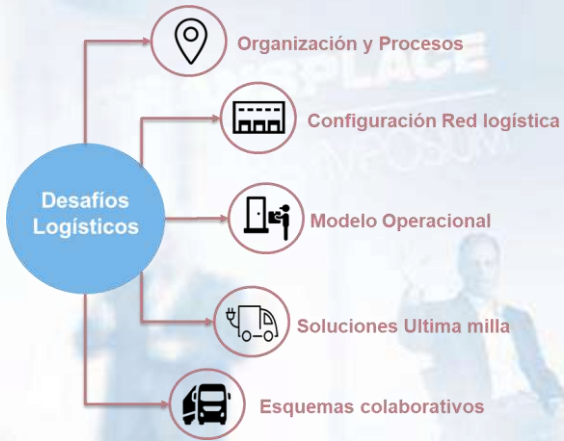 Organización y Procesos
Configuración Red logística
Desafíos
Logísticos
Modelo Operacional
Soluciones Ultima milla
Esquemas colaborativos